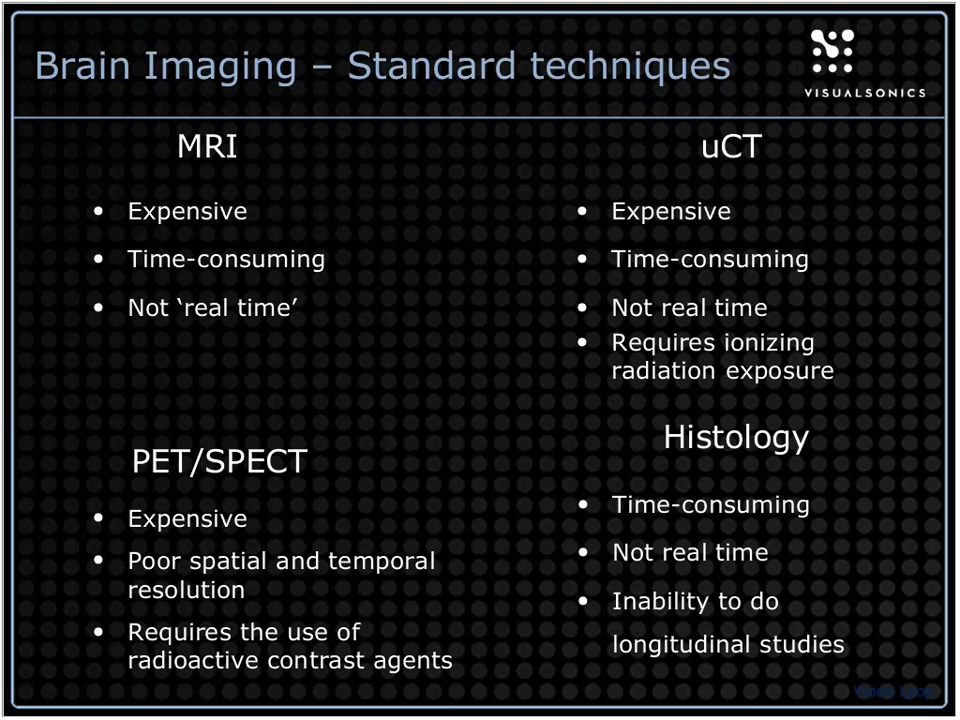 Brain Imaging – Standard techniques
VISUALSONICS
MRI
• Expensive
• Time-consuming
• Not ‘real time’
uCT
• Expensive
• Time-consuming
• Not real time
• Requires ionizing
radiation exposure
PET/SPECT
• Expensive
• Poor spatial and temporal
resolution
• Requires the use of
radioactive contrast agents
Histology
• Time-consuming
• Not real time
• Inability to do
longitudinal studies